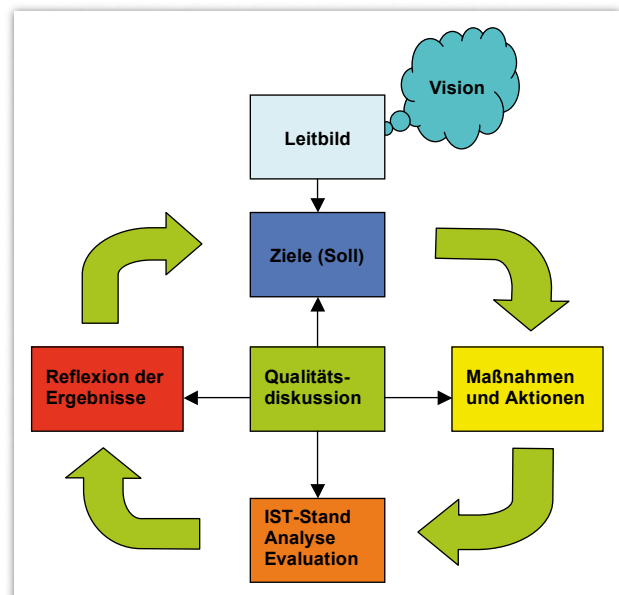 Vision
Leitbild
Ziele (Soll)
Reflexion der
Ergebnisse
Qualitäts-
diskussion
Maßnahmen
und Aktionen
IST-Stand
Analyse
Evaluation